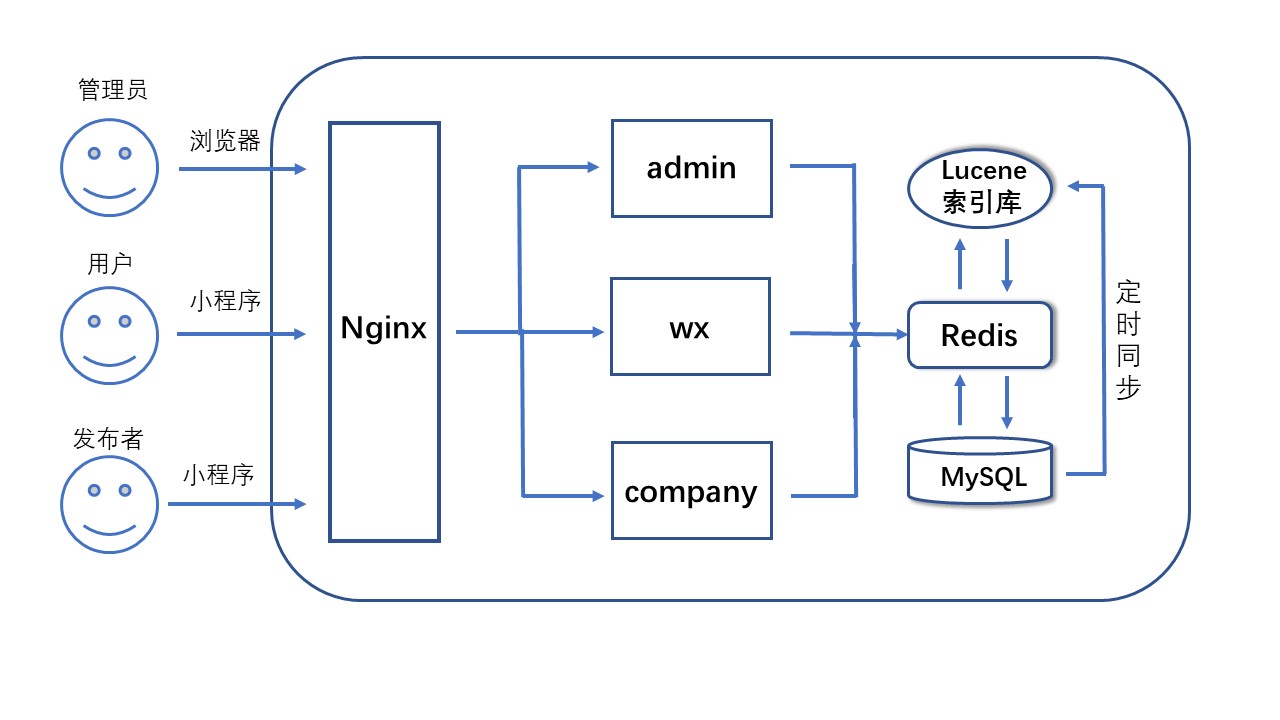 管理员
浏览器
用户
小程序
发布者
小程序
Nginx
admin
wx
company
Lucene
索引库
Redis
MySQL
定
时
同
步